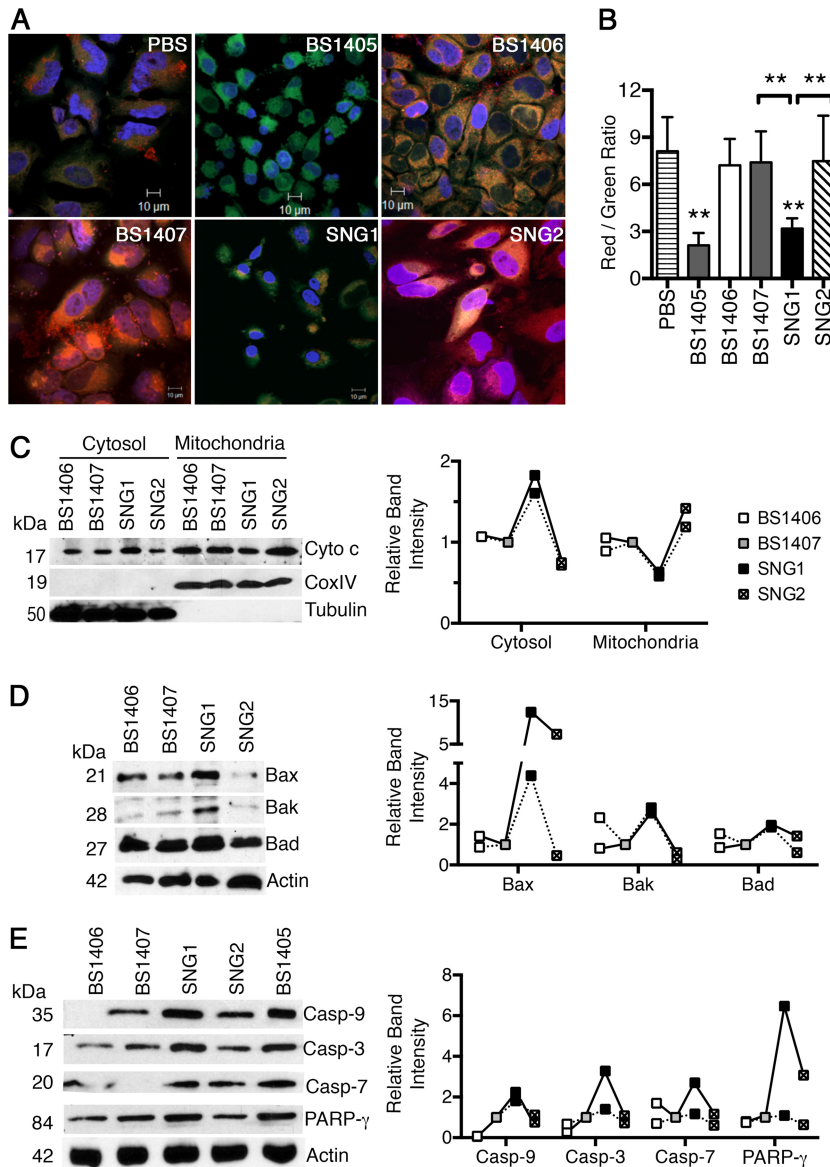 A
PBS
BS1405
BS1406
10 µm
10 µm
10 µm
BS1407
SNG1
SNG2
10 µm
10 µm
10 µm
B
** **
12
9
6
3
0
Red / Green Ratio
** **
PBS
BS1405
BS1406
BS1407
SNG1
SNG2
C
Cytosol Mitochondria
BS1406 BS1407 SNG1 SNG2 BS1406 BS1407 SNG1 SNG2
kDa
17 Cyto c
19 CoxIV
50 Tubulin
Relative Band
Intensity
2
1
0
Cytosol Mitochondria
BS1406
BS1407
SNG1
SNG2
D
BS1406 BS1407 SNG1 SNG2
kDa
21 Bax
28 Bak
27 Bad
42 Actin
Relative Band
Intensity
15
5
4
2
0
Bax Bak Bad
E
BS1406 BS1407 SNG1 SNG2 BS1405
kDa
35 Casp-9
17 Casp-3
20 Casp-7
84 PARP-γ
42 Actin
Relative Band
Intensity
8
6
4
2
0
Casp-9 Casp-3 Casp-7 PARP-γ